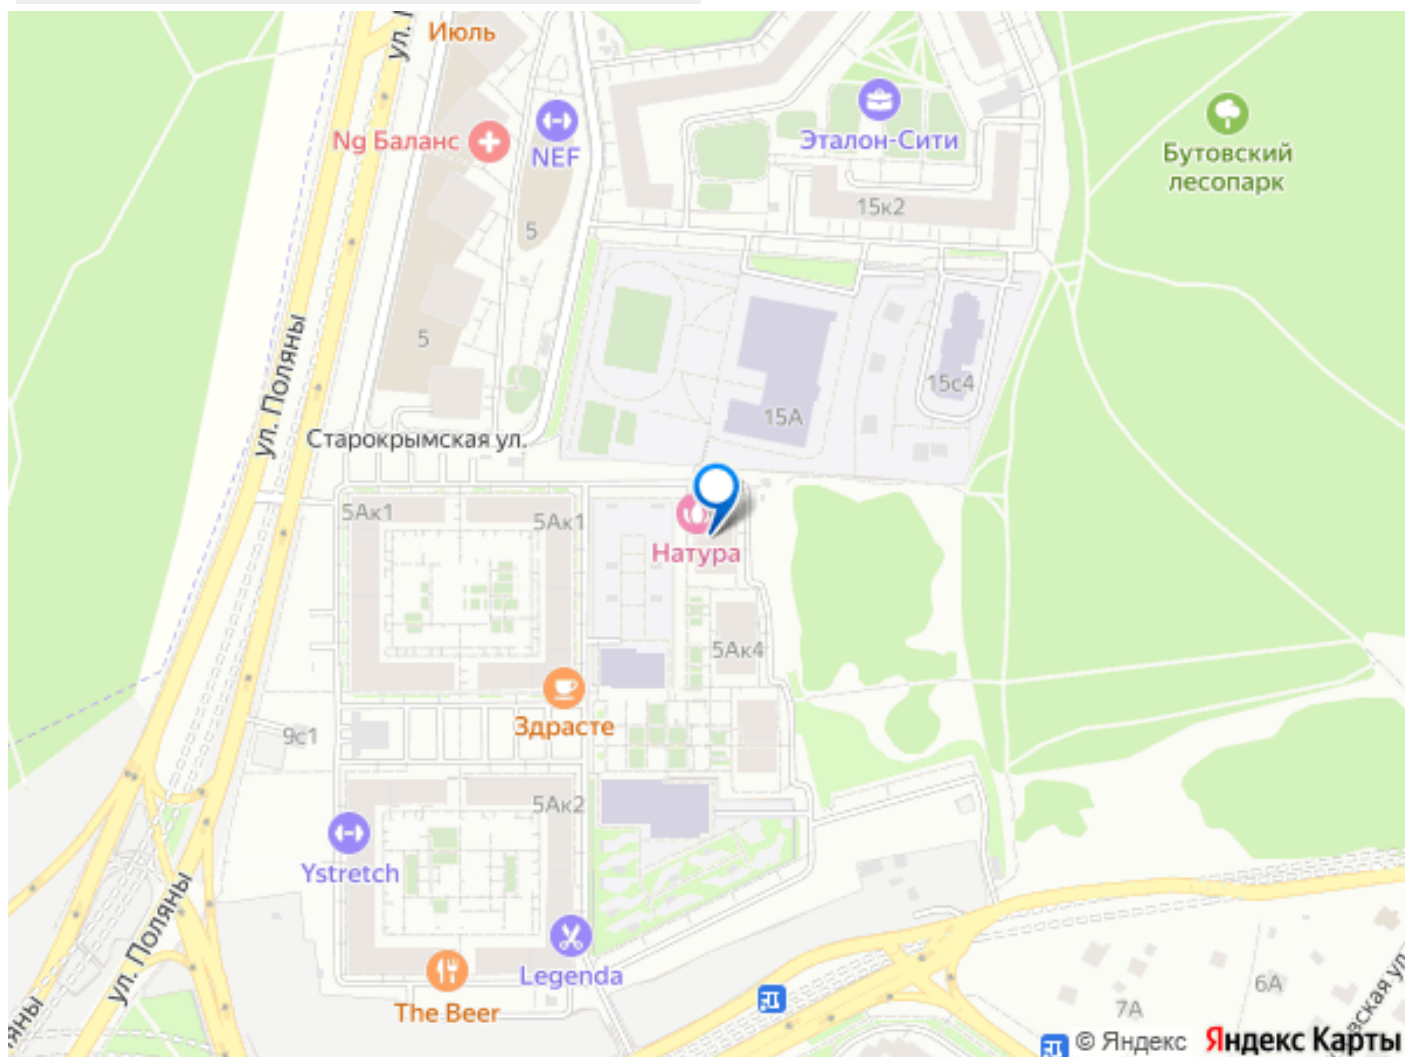 Июль
ул.
Ng Баланс
NEF
Эталон-Сити
Бутовский
лесопарк
15к2
5
5
ул. Поляны
15с4
15А
Старокрымская ул.
5Ак1
5Ак1
Натура
5Ак4
Здрасте
9с1
5Ак2
Ystretch
ул. Поляны
Legenda
The Beer
7А
6А
© Яндекс
Яндекс Карты